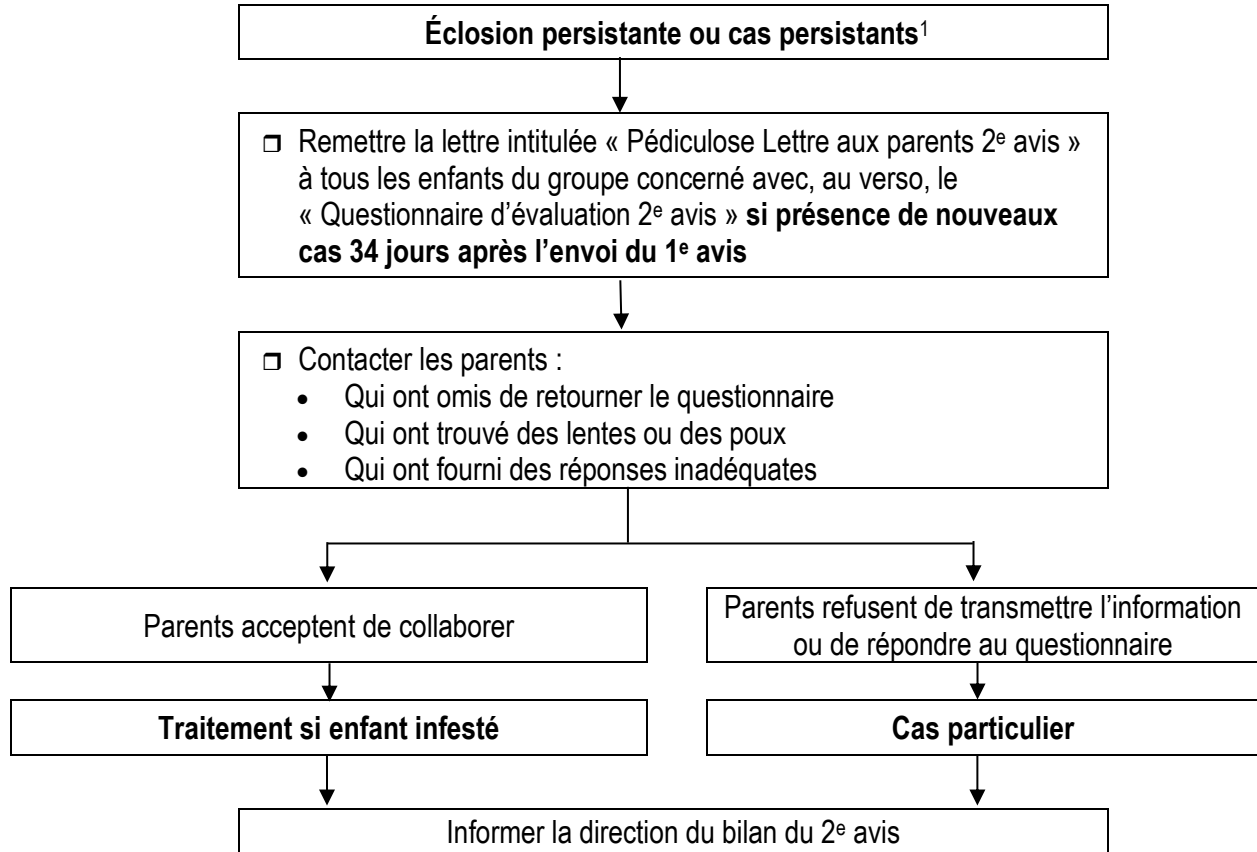 Éclosion persistante ou cas persistants¹
❒ Remettre la lettre intitulée « Pédiculose Lettre aux parents 2ᵉ avis »
à tous les enfants du groupe concerné avec, au verso, le
« Questionnaire d’évaluation 2ᵉ avis » si présence de nouveaux
cas 34 jours après l’envoi du 1ᵉ avis
❒ Contacter les parents :
• Qui ont omis de retourner le questionnaire
• Qui ont trouvé des lentes ou des poux
• Qui ont fourni des réponses inadéquates
Parents acceptent de collaborer
Parents refusent de transmettre l’information
ou de répondre au questionnaire
Traitement si enfant infesté
Cas particulier
Informer la direction du bilan du 2ᵉ avis